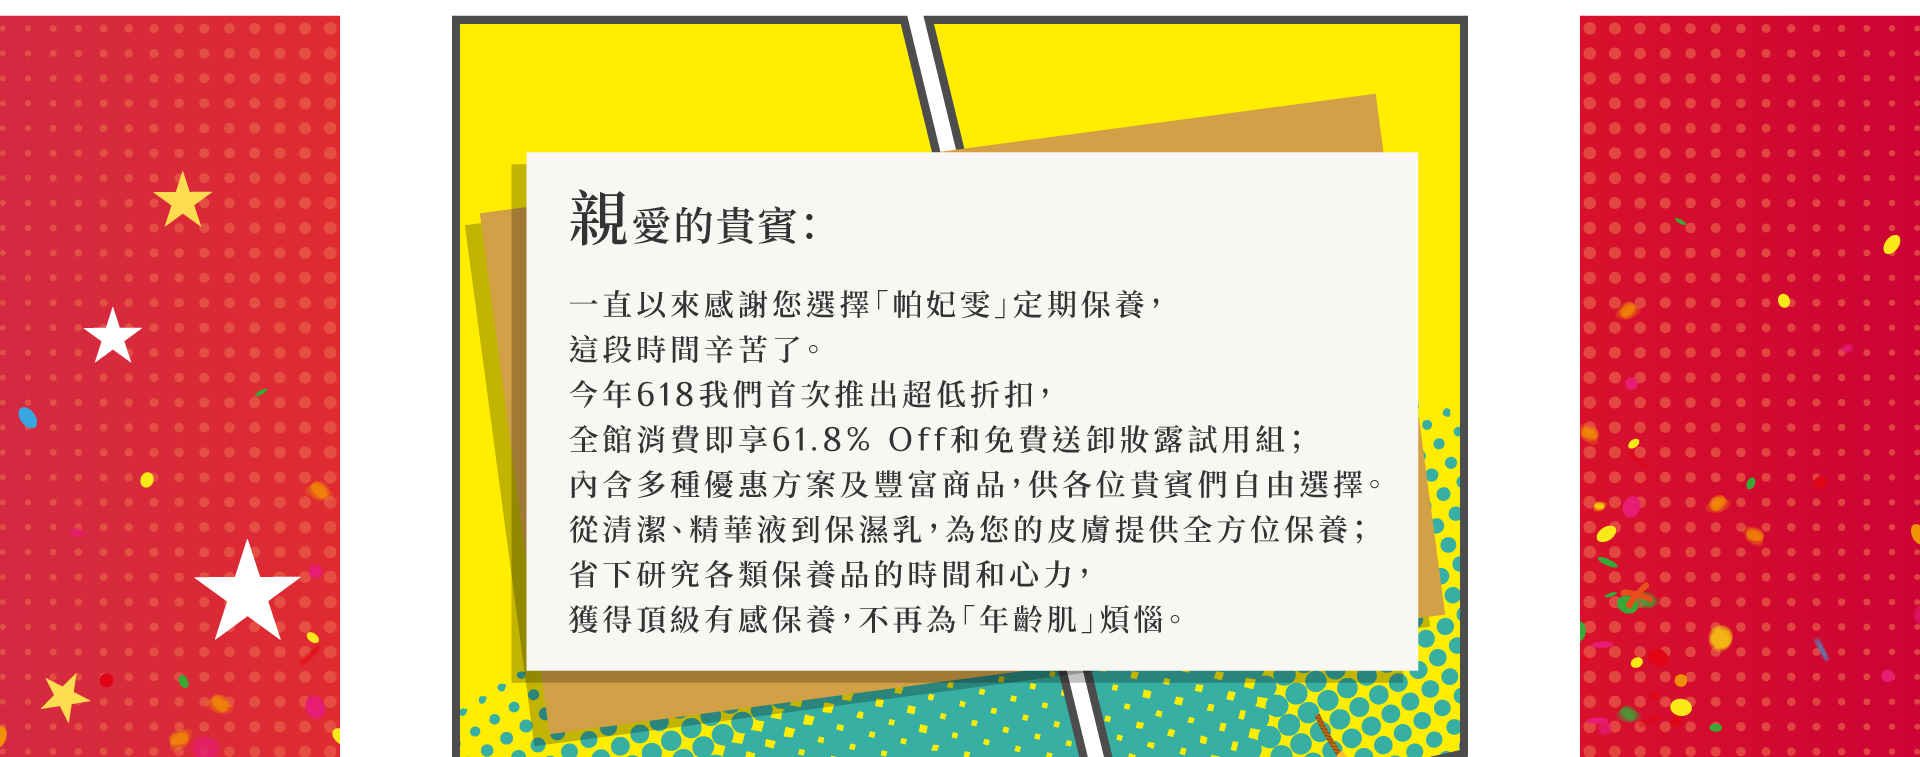 親愛的貴賓：
一直以來感謝您選擇「帕妃雯」定期保養，
這段時間辛苦了。
今年618我們首次推出超低折扣，
全館消費即享61.8% Off和免費送卸妝露試用組；
內含多種優惠方案及豐富商品，供各位貴賓們自由選擇。
從清潔、精華液到保濕乳，為您的皮膚提供全方位保養；
省下研究各類保養品的時間和心力，
獲得頂級有感保養，不再為「年齡肌」煩惱。